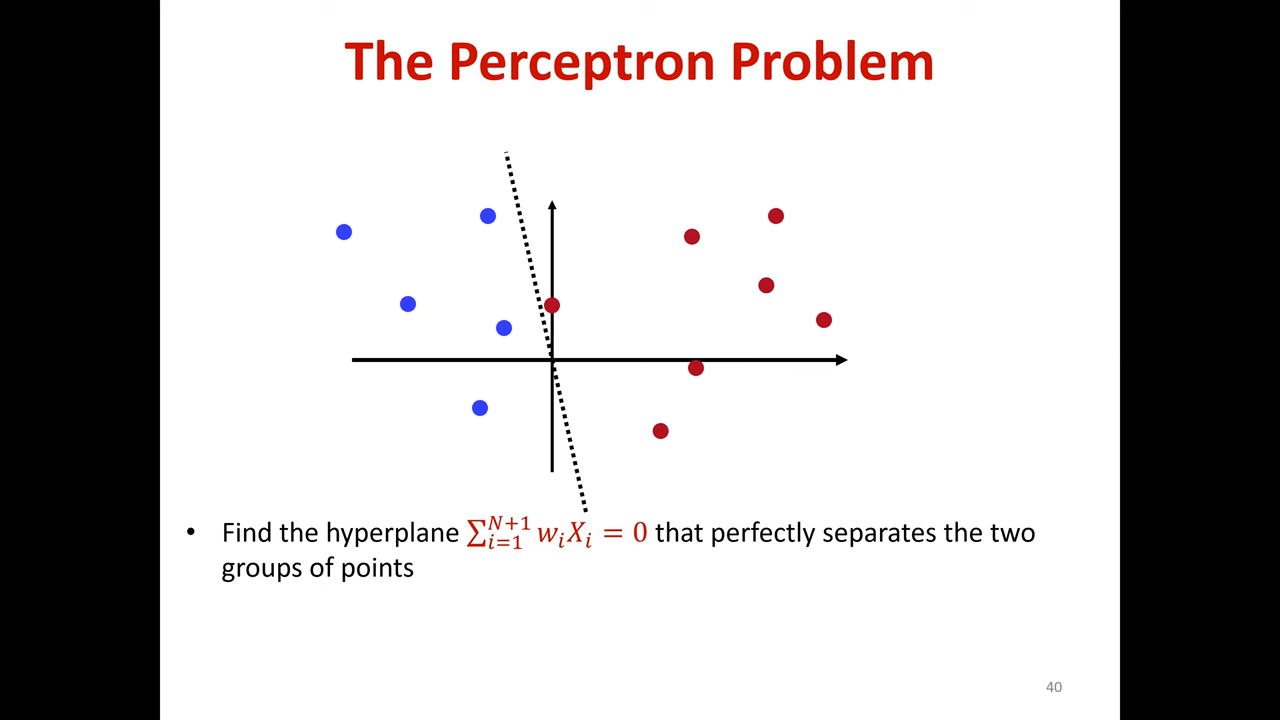 The Perceptron Problem
• Find the hyperplane $\sum_{i=1}^{N+1} w_i X_i = 0$ that perfectly separates the two
groups of points
40